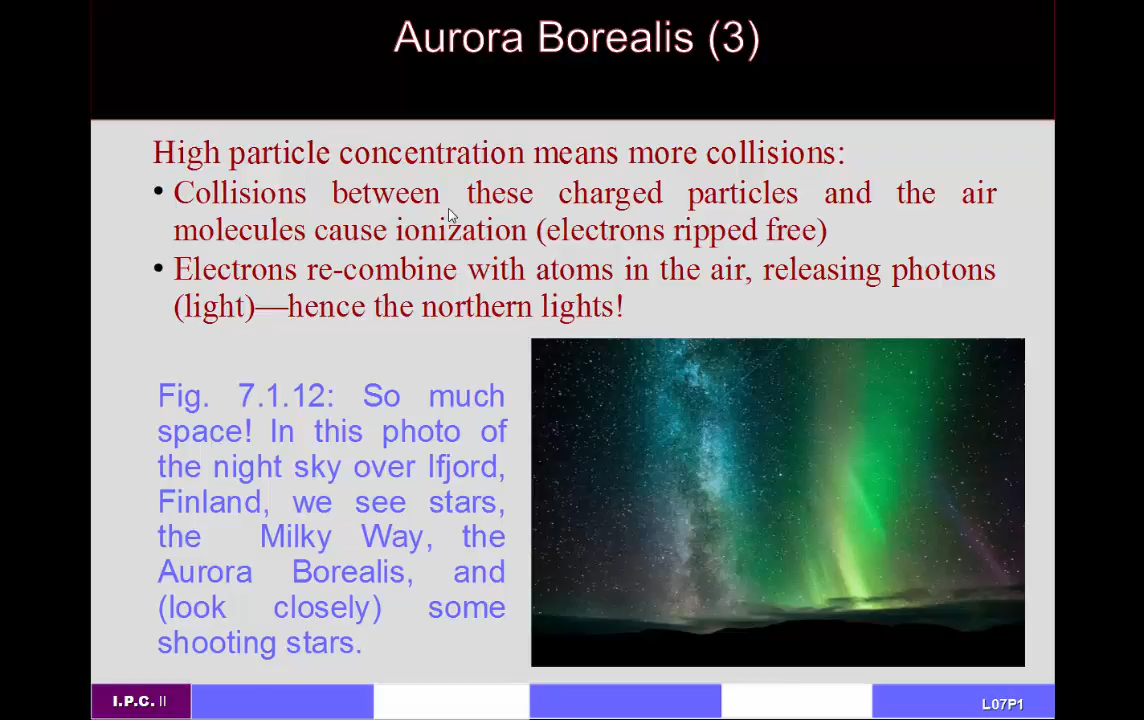 Aurora Borealis (3)
High particle concentration means more collisions:
• Collisions between these charged particles and the air
molecules cause ionization (electrons ripped free)
• Electrons re-combine with atoms in the air, releasing photons
(light)—hence the northern lights!
Fig. 7.1.12: So much
space! In this photo of
the night sky over Ifjord,
Finland, we see stars,
the Milky Way, the
Aurora Borealis, and
(look closely) some
shooting stars.
I.P.C. II
L07P1